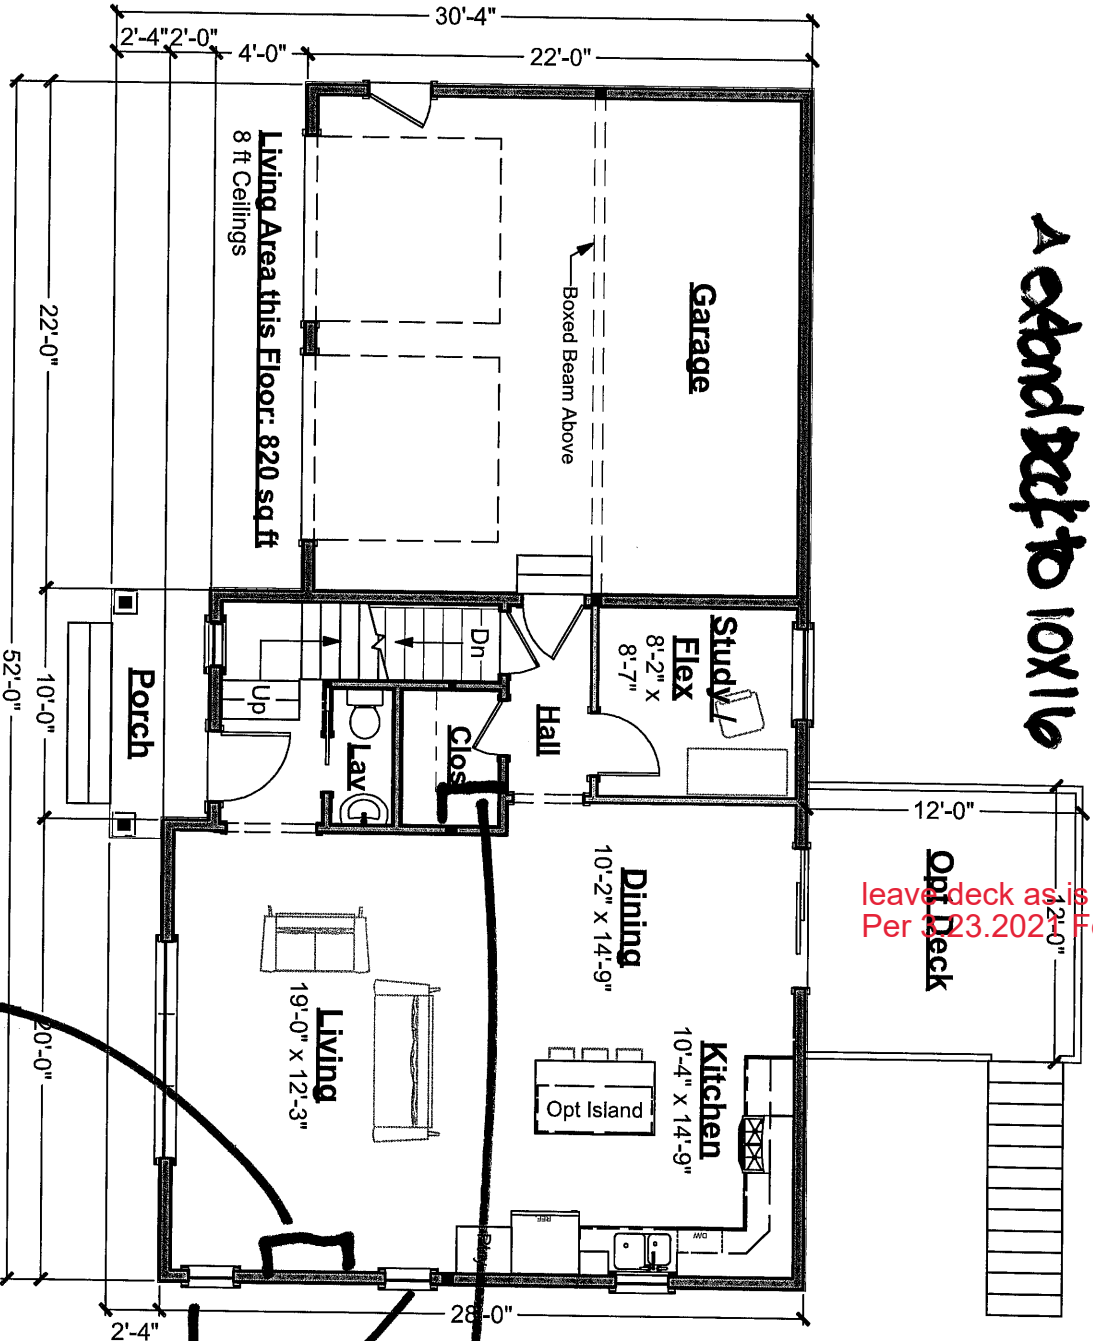 30'-4"
2'-4"
2'-0"
4'-0"
22'-0"
Living Area this Floor: 820 sq ft
8 ft Ceilings
Boxed Beam Above
Garage
extend Deck to 10X16
22'-0"
52'-0"
10'-0"
20'-0"
Porch
Up
Dn
Lav
Clos
Hall
Study /
Flex
8'-2" x
8'-7"
12'-0"
Opt Deck
12'-0"
leave deck as is
Per 3.23.2021
Dining
10'-2" x 14'-9"
Living
19'-0" x 12'-3"
Kitchen
10'-4" x 14'-9"
Opt Island
REF
DW
28'-0"
2'-4"